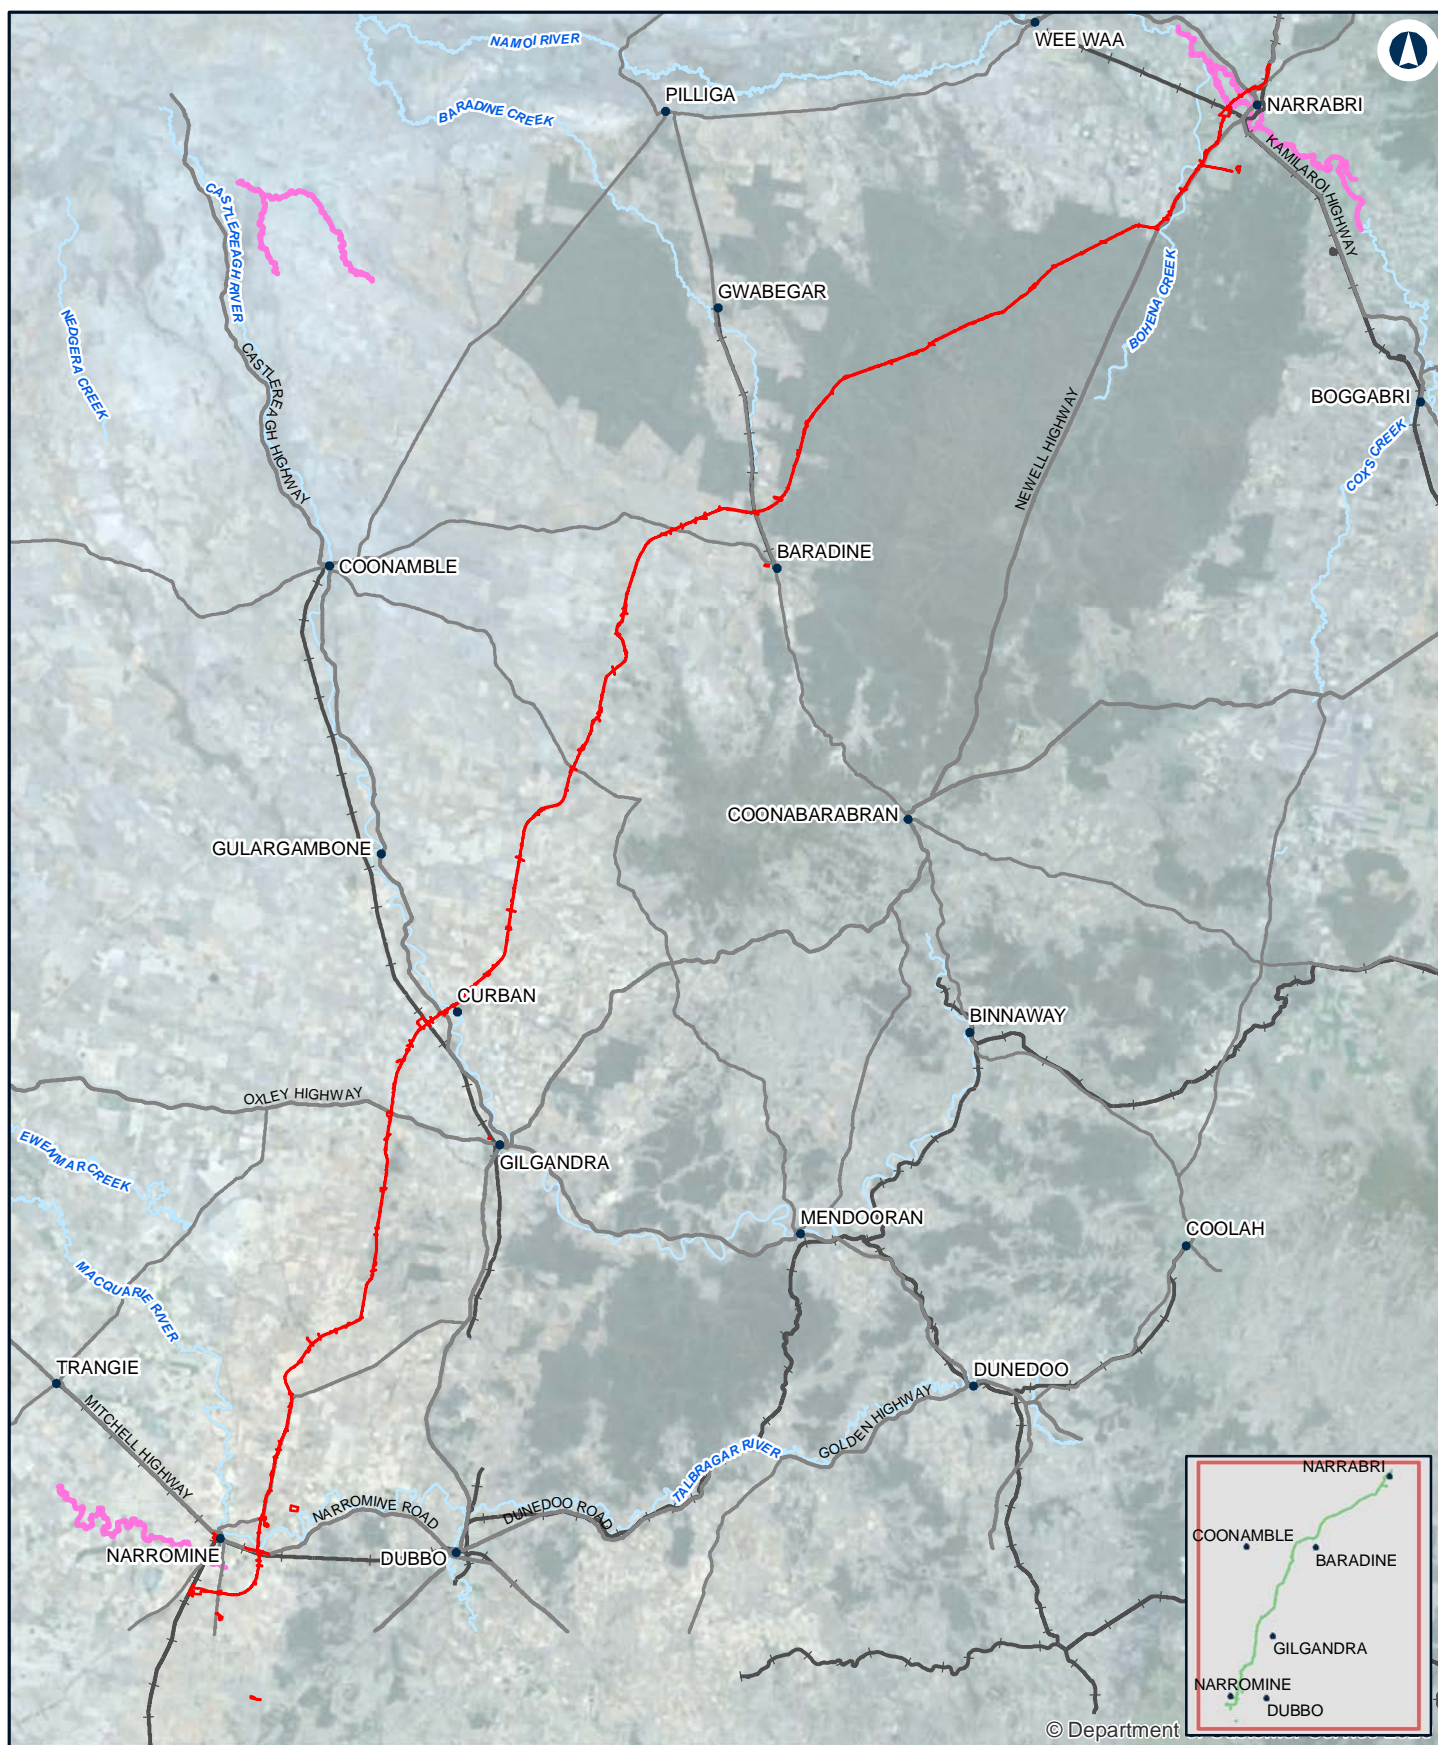 NAMOI RIVER
WEE WAA
PILLIGA
NARRABRI
BARADINE CREEK
KAMILAROI HIGHWAY
CASTLEREAGH RIVER
GWABEGAR
BOHENA CREEK
NEDGERA CREEK
CASTLEREAGH HIGHWAY
BOGGABRI
NEWELL HIGHWAY
COXS CREEK
BARADINE
COONAMBLE
COONABARABRAN
GULARGAMBONE
CURBAN
BINNAWAY
OXLEY HIGHWAY
EWENMAR CREEK
GILGANDRA
MENDOORAN
COOLAH
MACQUARIE RIVER
TRANGIE
DUNEDOO
MITCHELL HIGHWAY
GOLDEN HIGHWAY
TALBRAGAR RIVER
NARROMINE ROAD
DUNEDOO ROAD
NARROMINE
DUBBO
NARRABRI
COONAMBLE
BARADINE
GILGANDRA
NARROMINE
DUBBO
© Department